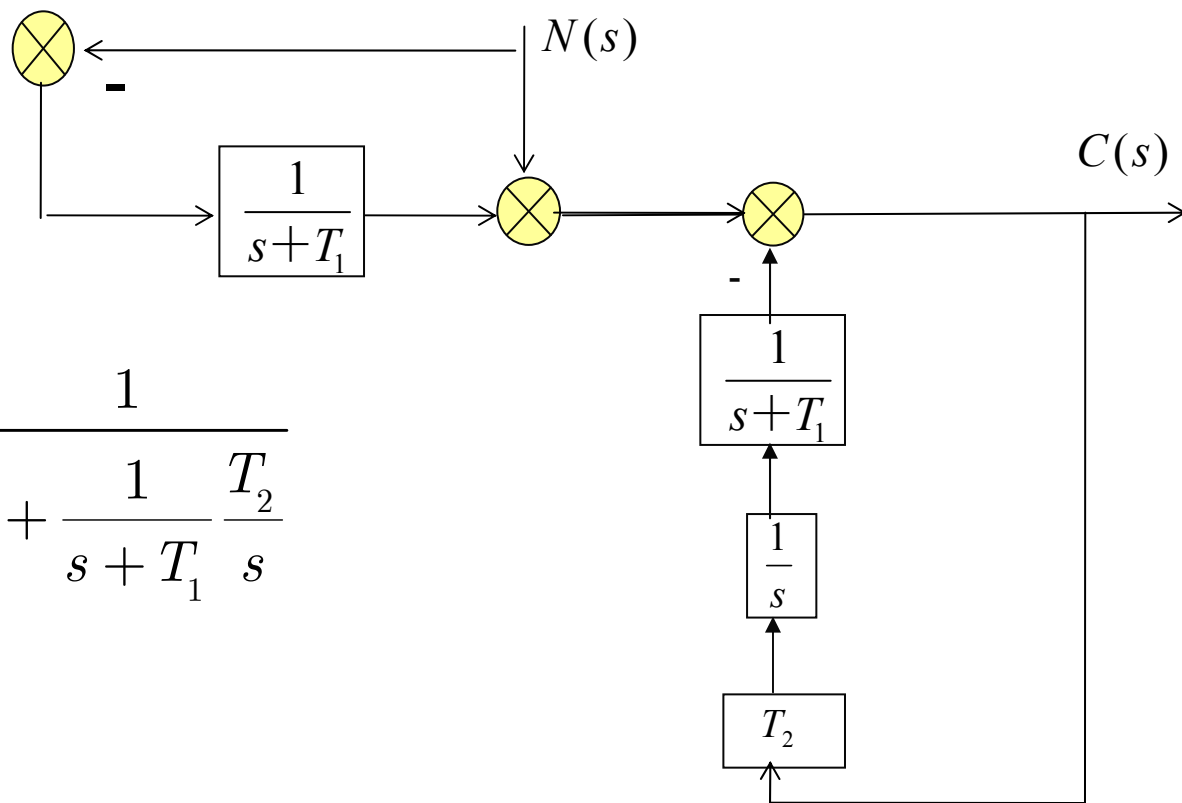 N(s)
-
C(s)
1
s+T₁
-
1
s+T₁
1
+ 1/(s+T₁) T₂/s
1
s
T₂